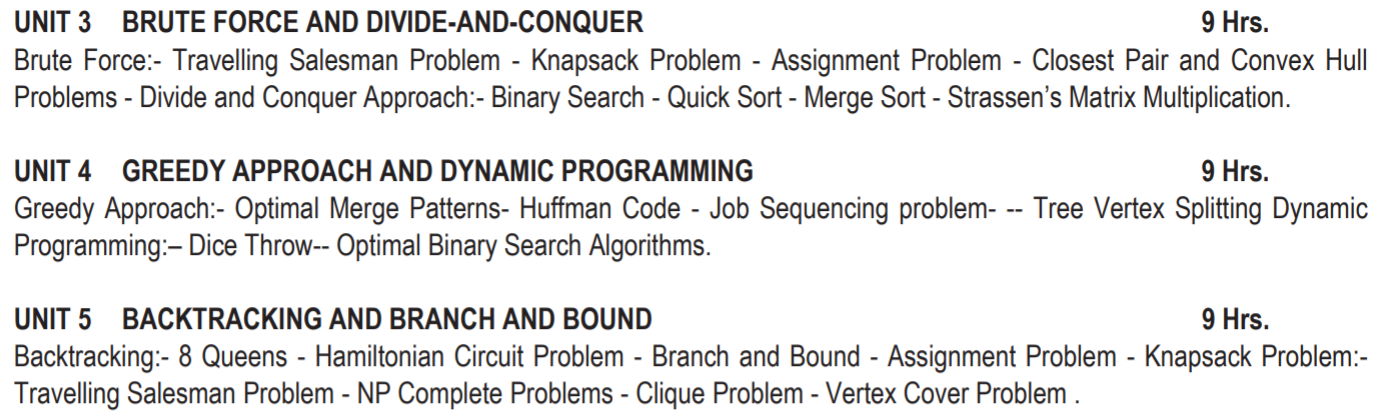 UNIT 3 BRUTE FORCE AND DIVIDE-AND-CONQUER 9 Hrs.
Brute Force:- Travelling Salesman Problem - Knapsack Problem - Assignment Problem - Closest Pair and Convex Hull
Problems - Divide and Conquer Approach:- Binary Search - Quick Sort - Merge Sort - Strassen’s Matrix Multiplication.
UNIT 4 GREEDY APPROACH AND DYNAMIC PROGRAMMING 9 Hrs.
Greedy Approach:- Optimal Merge Patterns- Huffman Code - Job Sequencing problem- -- Tree Vertex Splitting Dynamic
Programming:– Dice Throw-- Optimal Binary Search Algorithms.
UNIT 5 BACKTRACKING AND BRANCH AND BOUND 9 Hrs.
Backtracking:- 8 Queens - Hamiltonian Circuit Problem - Branch and Bound - Assignment Problem - Knapsack Problem:-
Travelling Salesman Problem - NP Complete Problems - Clique Problem - Vertex Cover Problem .